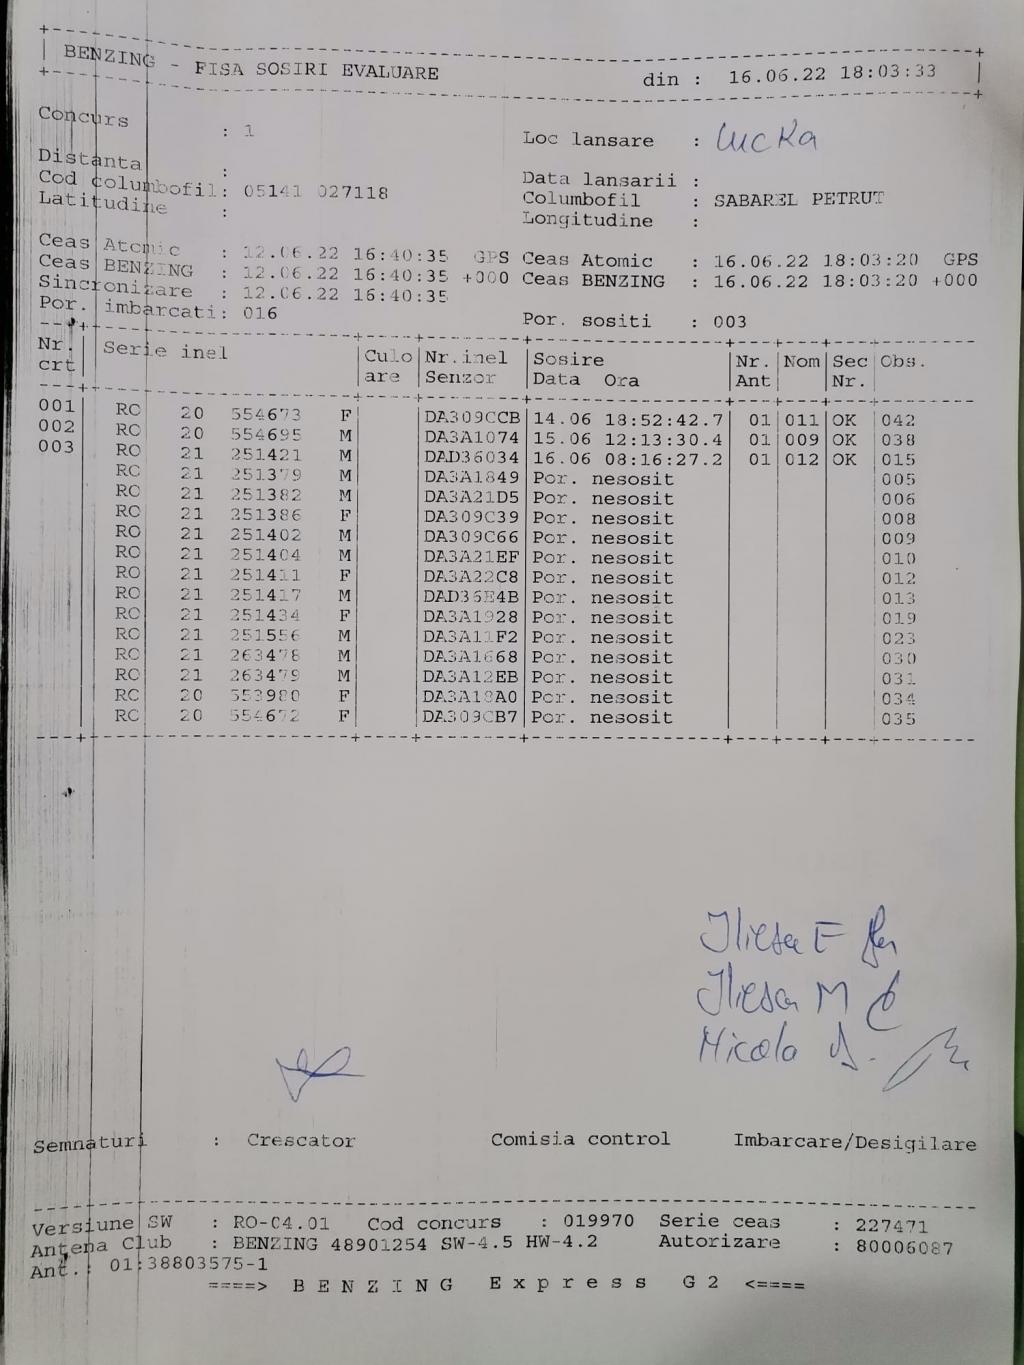 BENZING - FISA SOSIRI EVALUARE din : 16.06.22 18:03:33
Concurs : 1 Loc lansare : Lucka
Distanta : Data lansarii :
Cod columbofil: 05141 027118 Columbofil : SABAREL PETRUT
Latitudine : Longitudine :
Ceas Atomic : 12.06.22 16:40:35 GPS Ceas Atomic : 16.06.22 18:03:20 GPS
Ceas BENZING : 12.06.22 16:40:35 +000 Ceas BENZING : 16.06.22 18:03:20 +000
Sincronizare : 12.06.22 16:40:35
Por. imbarcati: 016 Por. sositi : 003
Nr. Serie inel Culo Nr.inel Sosire Nr. Nom Sec Obs.
crt are Senzor Data Ora Ant Nr.
001 RO 20 554673 F DA309CCB 14.06 18:52:42.7 01 011 OK 042
002 RO 20 554695 M DA3A1074 15.06 12:13:30.4 01 009 OK 038
003 RO 21 251421 M DAD36034 16.06 08:16:27.2 01 012 OK 015
RO 21 251379 M DA3A1849 Por. nesosit 005
RO 21 251382 M DA3A21D5 Por. nesosit 006
RO 21 251386 F DA309C39 Por. nesosit 008
RO 21 251402 M DA309C66 Por. nesosit 009
RO 21 251404 M DA3A21EF Por. nesosit 010
RO 21 251411 F DA3A22C8 Por. nesosit 012
RO 21 251417 M DAD35E4B Por. nesosit 013
RO 21 251434 F DA3A1928 Por. nesosit 019
RO 21 251556 M DA3A11F2 Por. nesosit 023
RO 21 263478 M DA3A1668 Por. nesosit 030
RO 21 263479 M DA3A12EB Por. nesosit 031
RO 20 553980 F DA3A18A0 Por. nesosit 034
RO 20 554672 F DA309CB7 Por. nesosit 035
Iliesa F
Iliesa M
Nicola A.
Semnaturi : Crescator Comisia control Imbarcare/Desigilare
Versiune SW : RO-C4.01 Cod concurs : 019970 Serie ceas : 227471
Antena Club : BENZING 48901254 SW-4.5 HW-4.2 Autorizare : 80006087
Ant.: 01:38803575-1
====> BENZING Express G2 <====